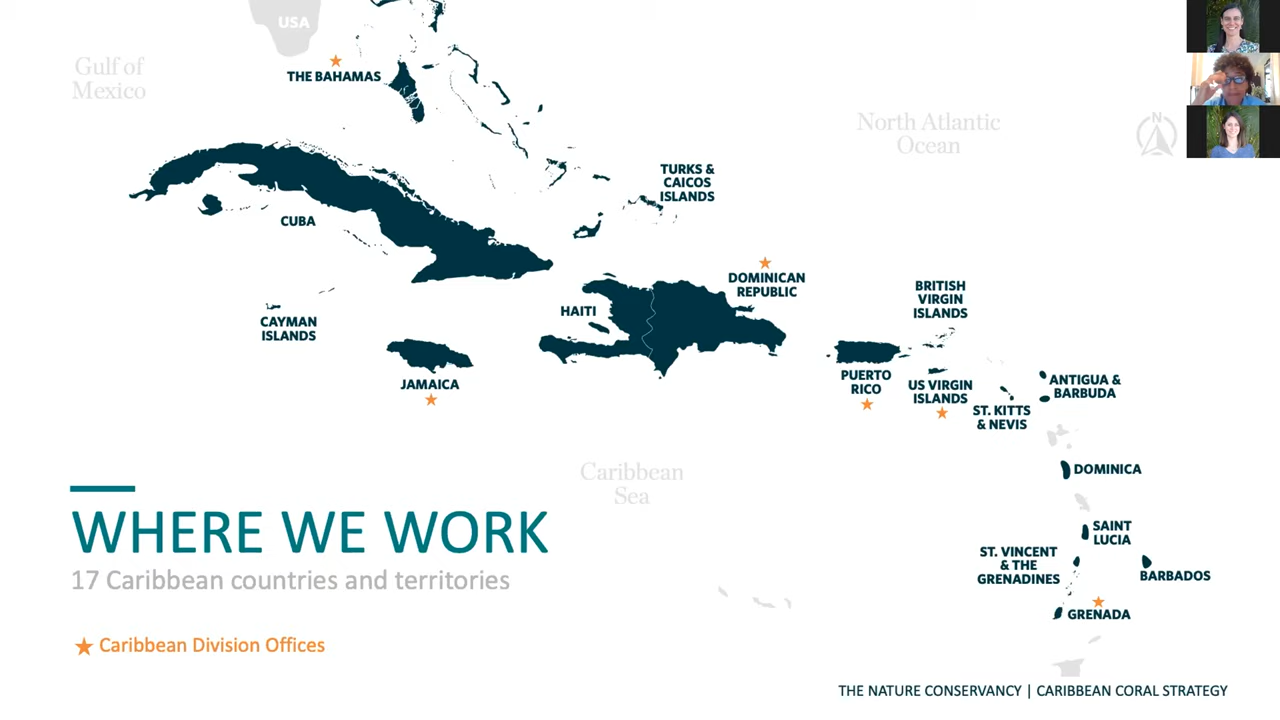 USA
Gulf of
Mexico
THE BAHAMAS
North Atlantic
Ocean
N
TURKS &
CAICOS
ISLANDS
CUBA
DOMINICAN
REPUBLIC
HAITI
BRITISH
VIRGIN
ISLANDS
CAYMAN
ISLANDS
JAMAICA
PUERTO
RICO
US VIRGIN
ISLANDS
ST. KITTS
& NEVIS
ANTIGUA &
BARBUDA
Caribbean
Sea
DOMINICA
SAINT
LUCIA
ST. VINCENT
& THE
GRENADINES
BARBADOS
GRENADA
WHERE WE WORK
17 Caribbean countries and territories
Caribbean Division Offices
THE NATURE CONSERVANCY | CARIBBEAN CORAL STRATEGY